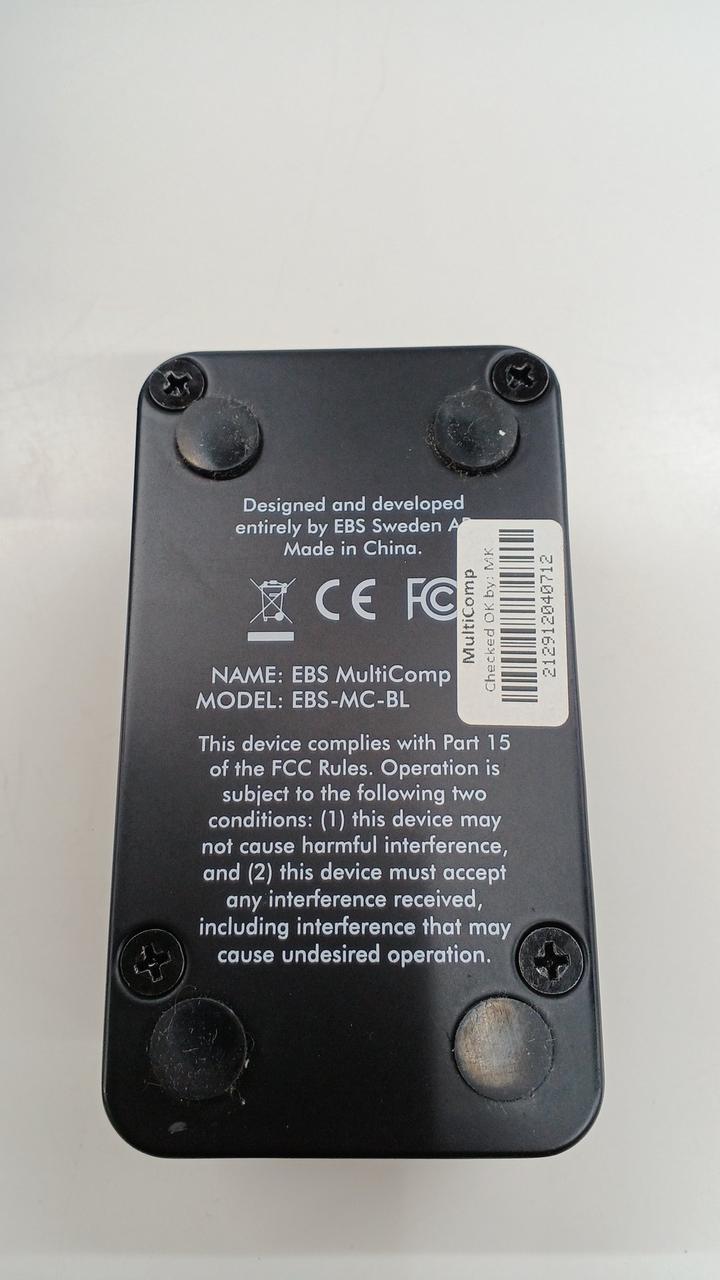 Designed and developed
entirely by EBS Sweden
Made in China.
CE FC
NAME: EBS MultiComp
MODEL: EBS-MC-BL
This device complies with Part 15
of the FCC Rules. Operation is
subject to the following two
conditions: (1) this device may
not cause harmful interference,
and (2) this device must accept
any interference received,
including interference that may
cause undesired operation.
MultiComp
Checked OK by: MK
212912040712